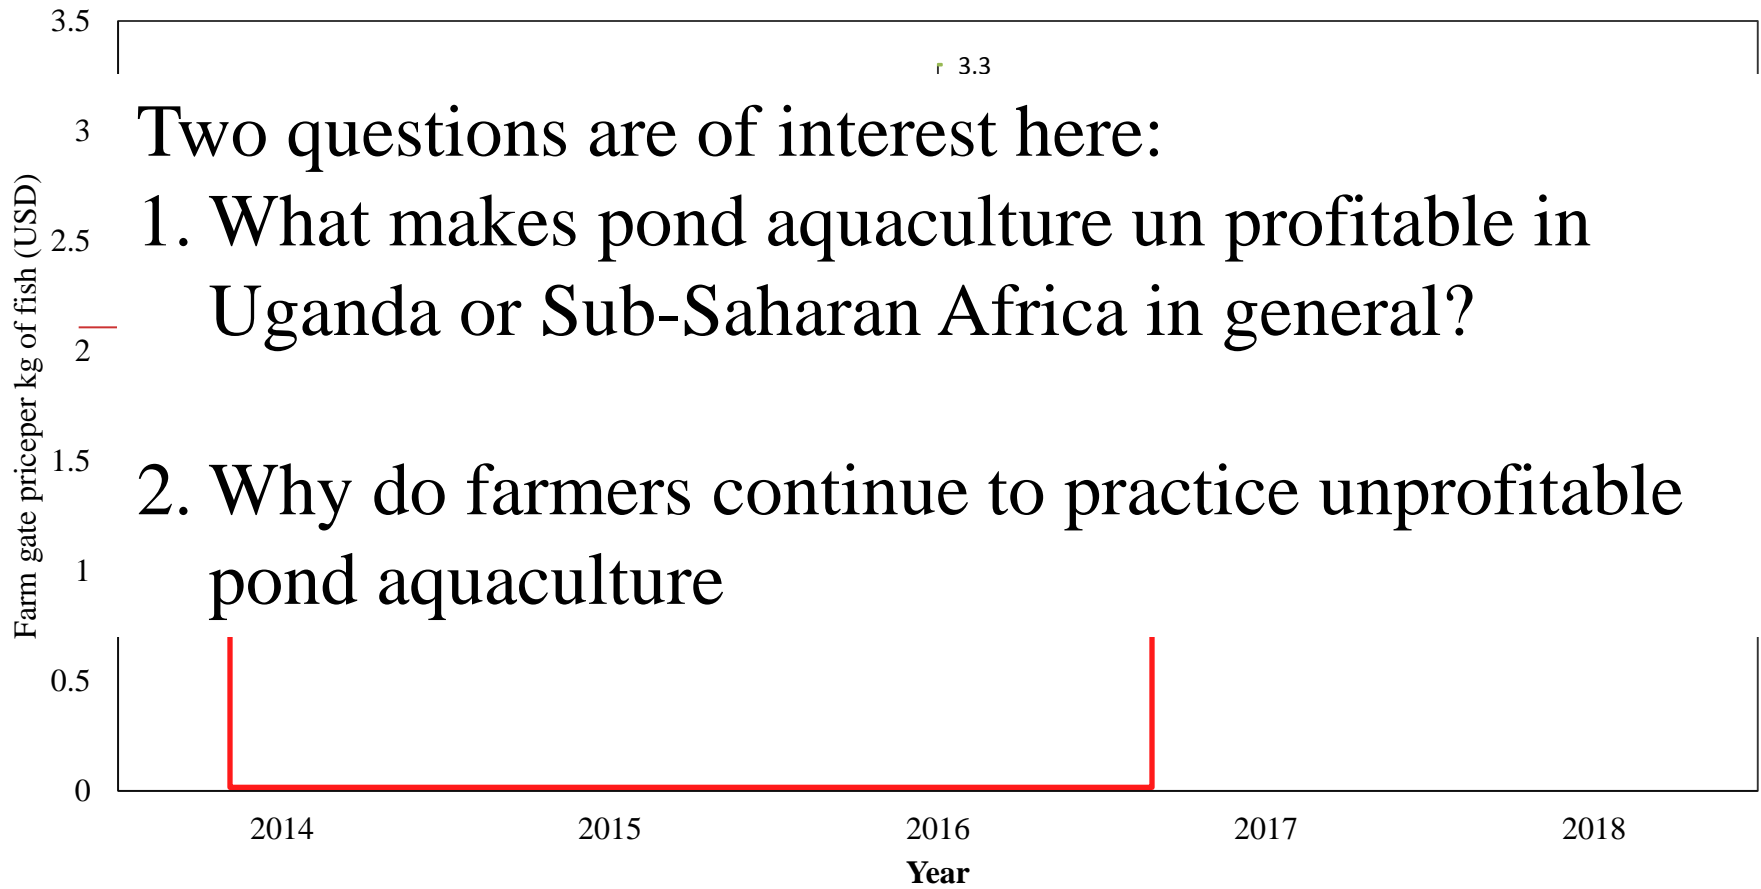 3.5
3.3
3
2.5
2
1.5
1
0.5
0
Farm gate priceper kg of fish (USD)
Two questions are of interest here:
1. What makes pond aquaculture un profitable in
Uganda or Sub-Saharan Africa in general?
2. Why do farmers continue to practice unprofitable
pond aquaculture
2014 2015 2016 2017 2018
Year